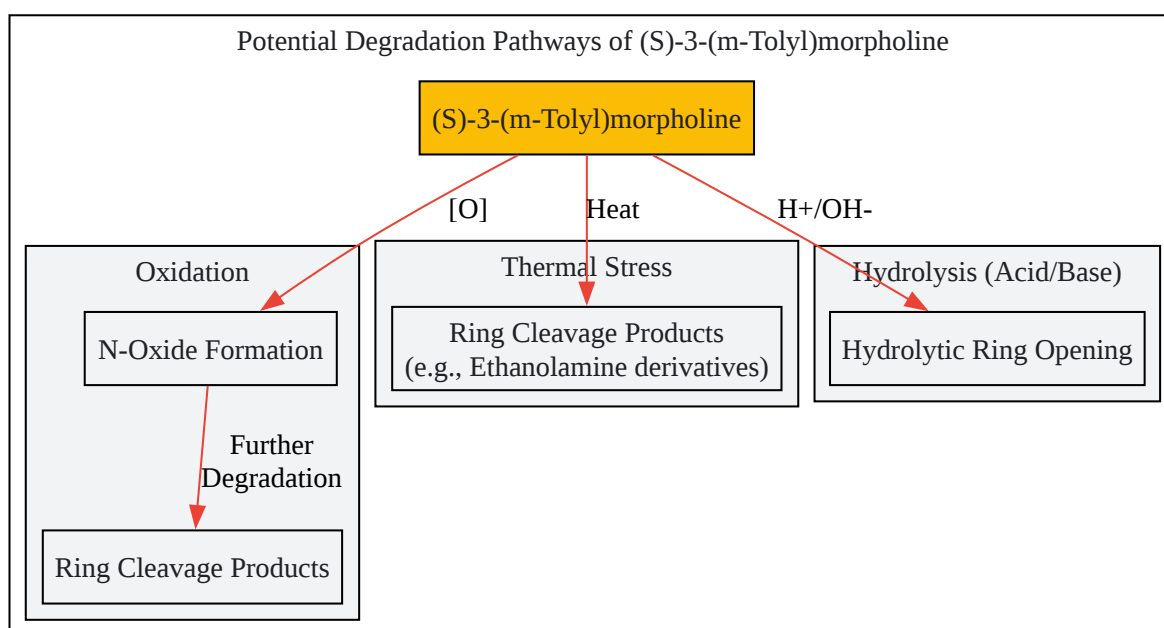 Potential Degradation Pathways of (S)-3-(m-Tolyl)morpholine
(S)-3-(m-Tolyl)morpholine
[O]
Heat
H+/OH-
Oxidation
Thermal Stress
Hydrolysis (Acid/Base)
N-Oxide Formation
Ring Cleavage Products
(e.g., Ethanolamine derivatives)
Hydrolytic Ring Opening
Further
Degradation
Ring Cleavage Products